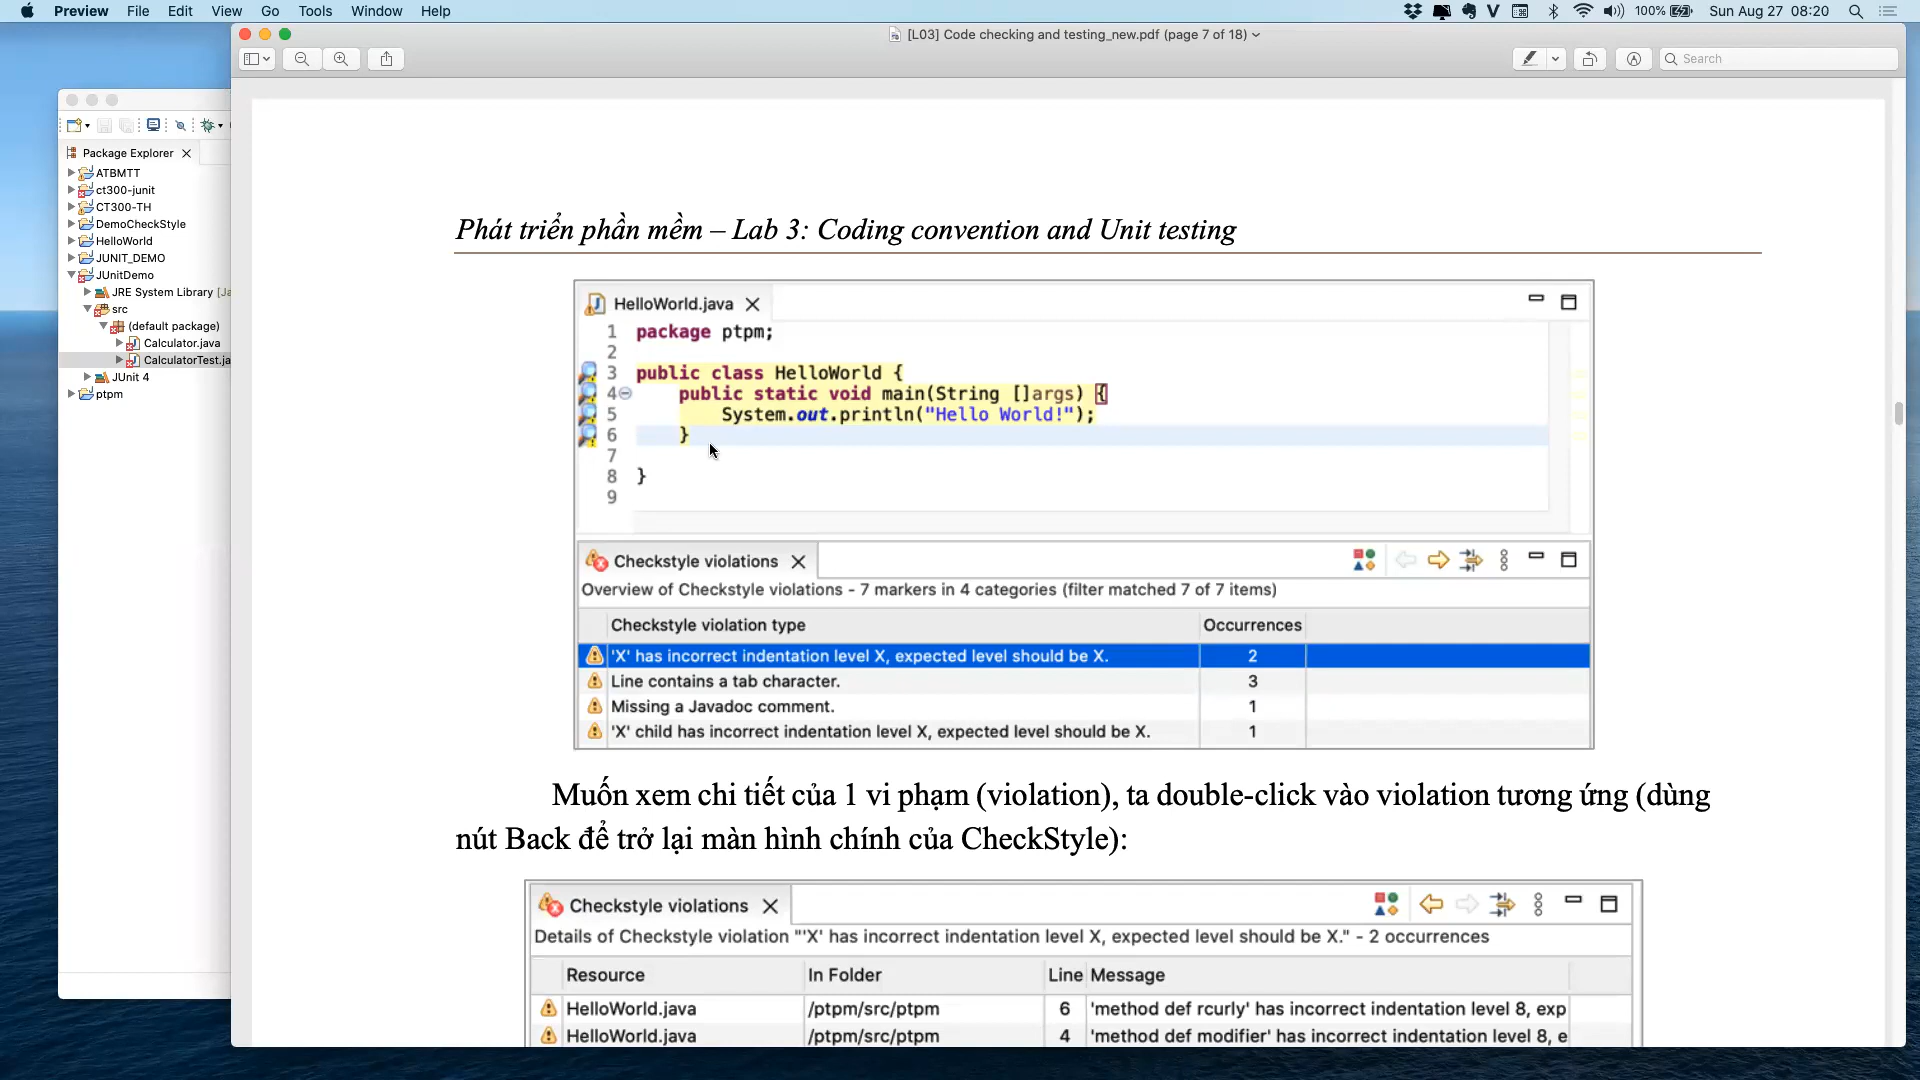 Preview File Edit View Go Tools Window Help 100% Sun Aug 27 08:20
[L03] Code checking and testing_new.pdf (page 7 of 18)
Search
Package Explorer
ATBMTT
ct300-junit
CT300-TH
DemoCheckStyle
HelloWorld
JUNIT_DEMO
JUnitDemo
JRE System Library [Ja
src
(default package)
Calculator.java
CalculatorTest.ja
JUnit 4
ptpm
Phát triển phần mềm – Lab 3: Coding convention and Unit testing
HelloWorld.java
1 package ptpm;
2
3 public class HelloWorld {
4 public static void main(String []args) {
5 System.out.println("Hello World!");
6 }
7
8 }
9
Checkstyle violations
Overview of Checkstyle violations - 7 markers in 4 categories (filter matched 7 of 7 items)
Checkstyle violation type Occurrences
'X' has incorrect indentation level X, expected level should be X. 2
Line contains a tab character. 3
Missing a Javadoc comment. 1
'X' child has incorrect indentation level X, expected level should be X. 1
Muốn xem chi tiết của 1 vi phạm (violation), ta double-click vào violation tương ứng (dùng
nút Back để trở lại màn hình chính của CheckStyle):
Checkstyle violations
Details of Checkstyle violation "'X' has incorrect indentation level X, expected level should be X." - 2 occurrences
Resource In Folder Line Message
HelloWorld.java /ptpm/src/ptpm 6 'method def rcurly' has incorrect indentation level 8, exp
HelloWorld.java /ptpm/src/ptpm 4 'method def modifier' has incorrect indentation level 8, e